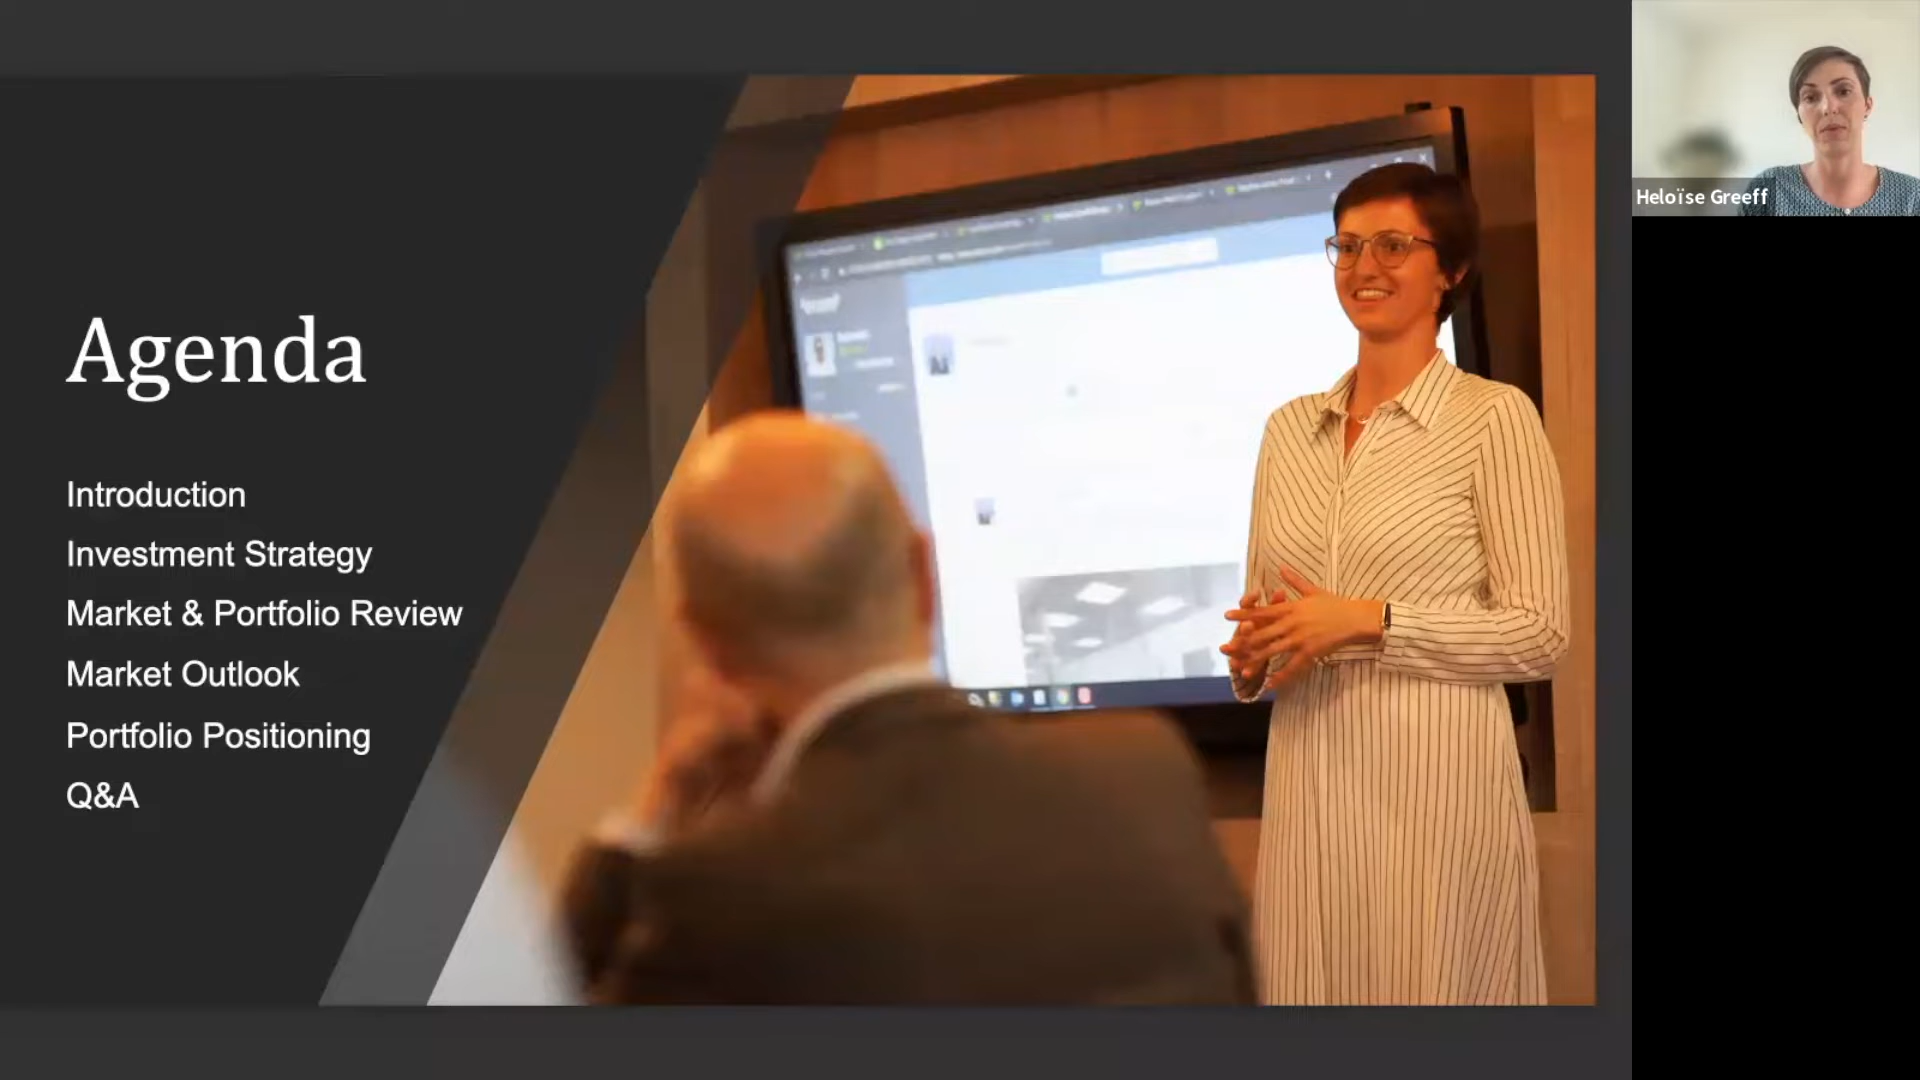 Agenda
Introduction
Investment Strategy
Market & Portfolio Review
Market Outlook
Portfolio Positioning
Q&A
Heloïse Greeff